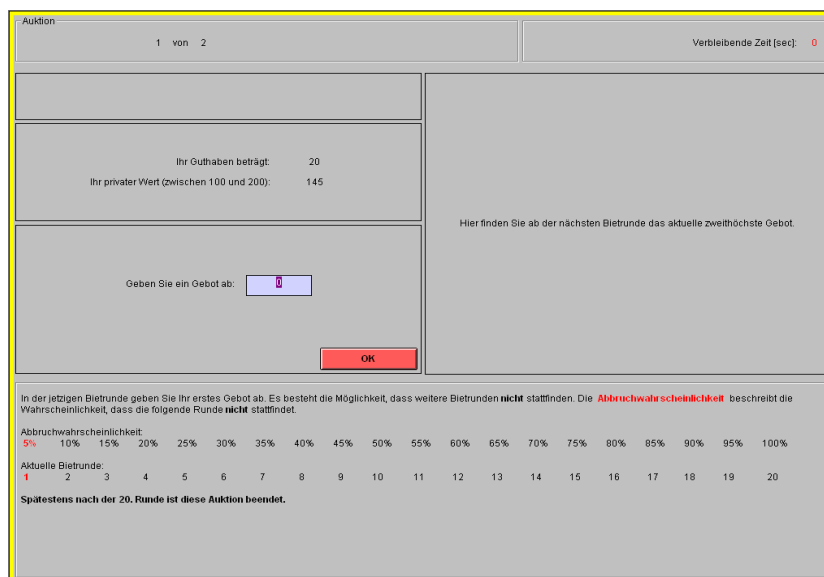 Auktion
1 von 2
Verbleibende Zeit [sec]: 0
Ihr Guthaben beträgt: 20
Ihr privater Wert (zwischen 100 und 200): 145
Hier finden Sie ab der nächsten Bietrunde das aktuelle zweithöchste Gebot.
Geben Sie ein Gebot ab: 0
OK
In der jetzigen Bietrunde geben Sie Ihr erstes Gebot ab. Es besteht die Möglichkeit, dass weitere Bietrunden nicht stattfinden. Die Abbruchwahrscheinlichkeit beschreibt die
Wahrscheinlichkeit, dass die folgende Runde nicht stattfindet.
Abbruchwahrscheinlichkeit:
5% 10% 15% 20% 25% 30% 35% 40% 45% 50% 55% 60% 65% 70% 75% 80% 85% 90% 95% 100%
Aktuelle Bietrunde:
1 2 3 4 5 6 7 8 9 10 11 12 13 14 15 16 17 18 19 20
Spätestens nach der 20. Runde ist diese Auktion beendet.